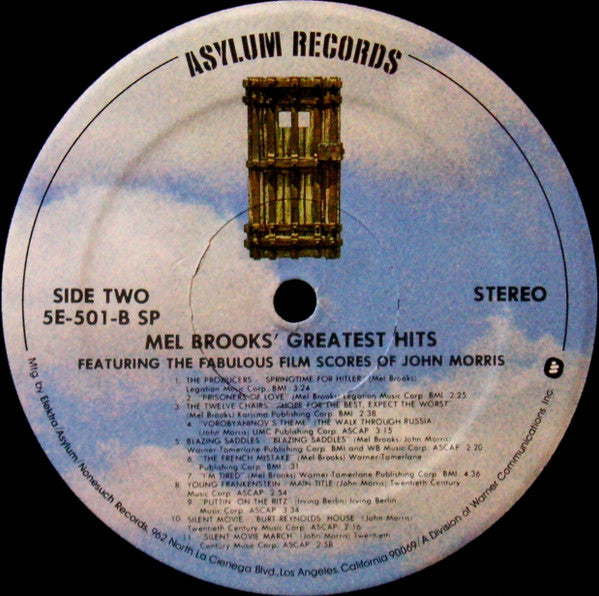 ASYLUM RECORDS
SIDE TWO
5E-501-B SP
STEREO
MEL BROOKS' GREATEST HITS
FEATURING THE FABULOUS FILM SCORES OF JOHN MORRIS
1. THE PRODUCERS "SPRINGTIME FOR HITLER" (Mel Brooks)
Legation Music Corp. BMI 3:24
2. "PRISONERS OF LOVE" (Mel Brooks) Legation Music Corp. BMI 2:25
3. THE TWELVE CHAIRS "HOPE FOR THE BEST, EXPECT THE WORST"
(Mel Brooks) Karisma Publishing Corp. BMI 2:38
4. "VOROBYANINOV'S THEME" (THE WALK THROUGH RUSSIA
(John Morris) UMC Publishing Corp. ASCAP 3:15
5. BLAZING SADDLES "BLAZING SADDLES" (Mel Brooks/John Morris)
Warner-Tamerlane Publishing Corp. BMI and WB Music Corp. ASCAP 2:20
6. "THE FRENCH MISTAKE" (Mel Brooks) Warner-Tamerlane
Publishing Corp. BMI :31
7. "I'M TIRED" (Mel Brooks) Warner-Tamerlane Publishing Corp. BMI 4:36
8. YOUNG FRANKENSTEIN MAIN TITLE (John Morris) Twentieth Century
Music Corp. ASCAP 2:54
9. "PUTTIN' ON THE RITZ" (Irving Berlin) Irving Berlin
Music Corp. ASCAP 3:34
10. SILENT MOVIE "BURT REYNOLDS' HOUSE" (John Morris)
Twentieth Century Music Corp. ASCAP 2:16
11. "SILENT MOVIE MARCH" (John Morris) Twentieth
Century Music Corp. ASCAP 2:58
Mfg. by Elektra/Asylum/Nonesuch Records, 962 North La Cienega Blvd., Los Angeles, California 90069/A Division of Warner Communications Inc.